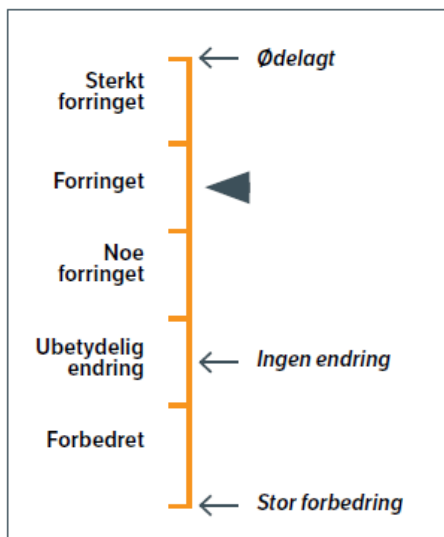 Ødelagt
Sterkt
forringet
Forringet
Noe
forringet
Ubetydelig
endring
Ingen endring
Forbedret
Stor forbedring